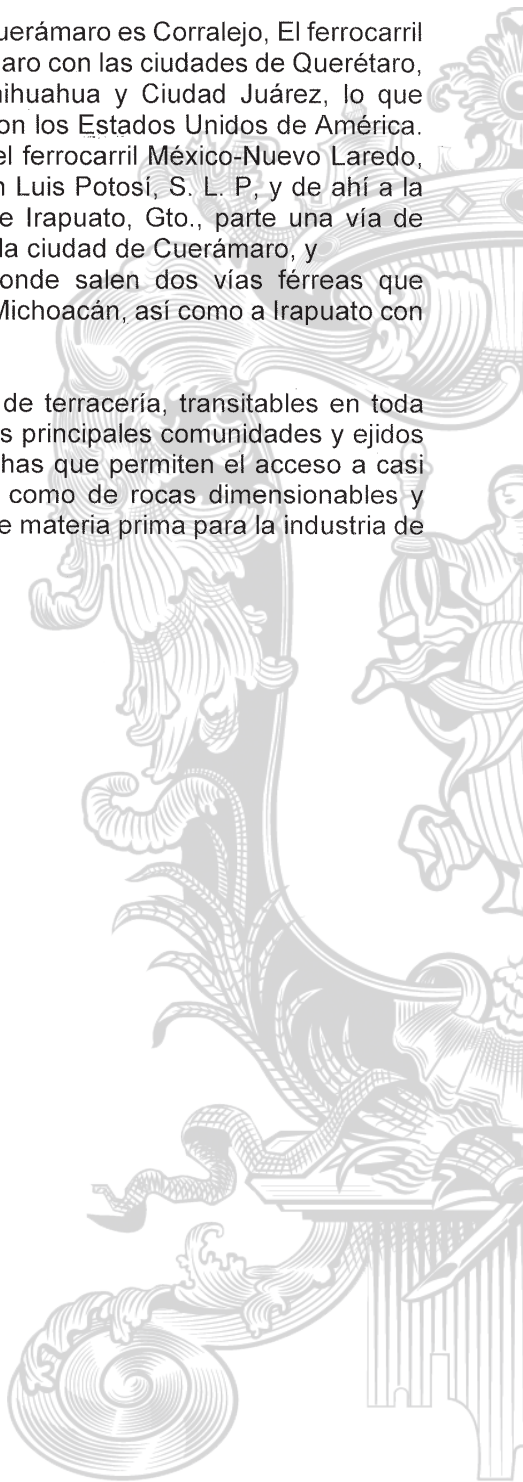 uerámaro es Corralejo, El ferrocarril
aro con las ciudades de Querétaro,
ihuahua y Ciudad Juárez, lo que
on los Estados Unidos de América.
el ferrocarril México-Nuevo Laredo,
n Luis Potosí, S. L. P, y de ahí a la
e Irapuato, Gto., parte una vía de
la ciudad de Cuerámaro, y
onde salen dos vías férreas que
Michoacán, así como a Irapuato con
de terracería, transitables en toda
s principales comunidades y ejidos
has que permiten el acceso a casi
como de rocas dimensionables y
e materia prima para la industria de